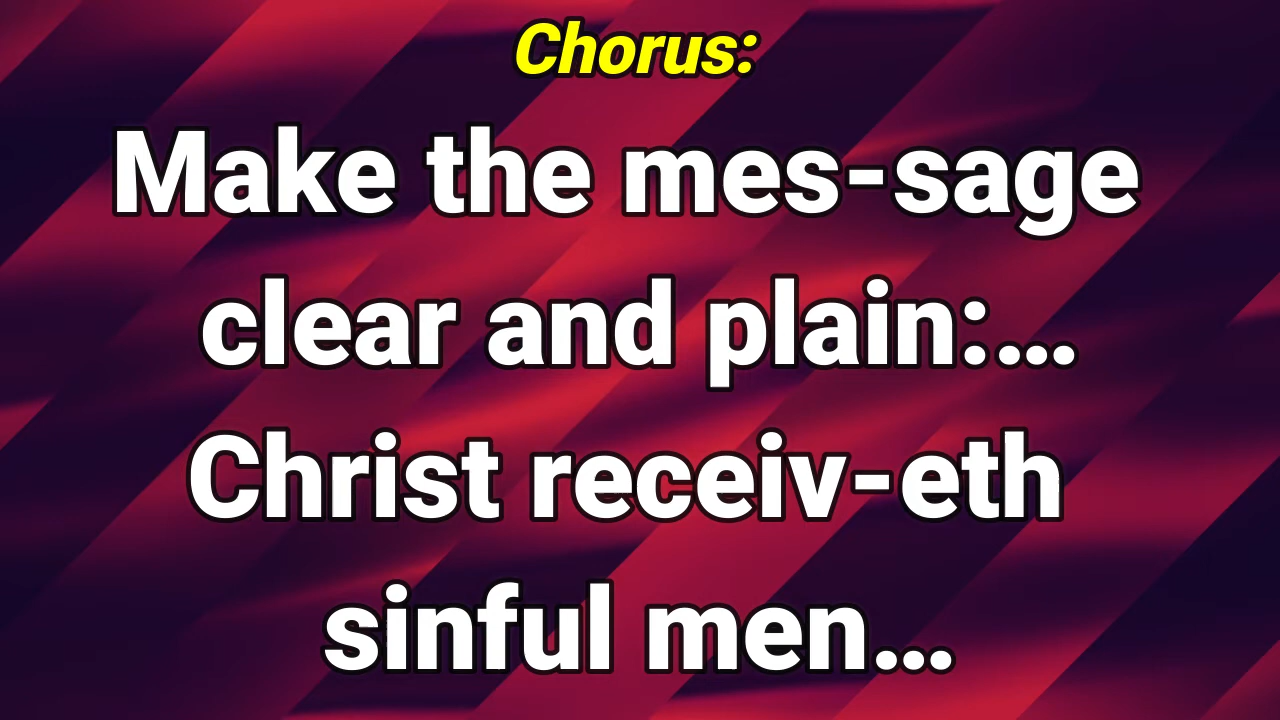 Chorus:
Make the mes-sage
clear and plain:...
Christ receiv-eth
sinful men...